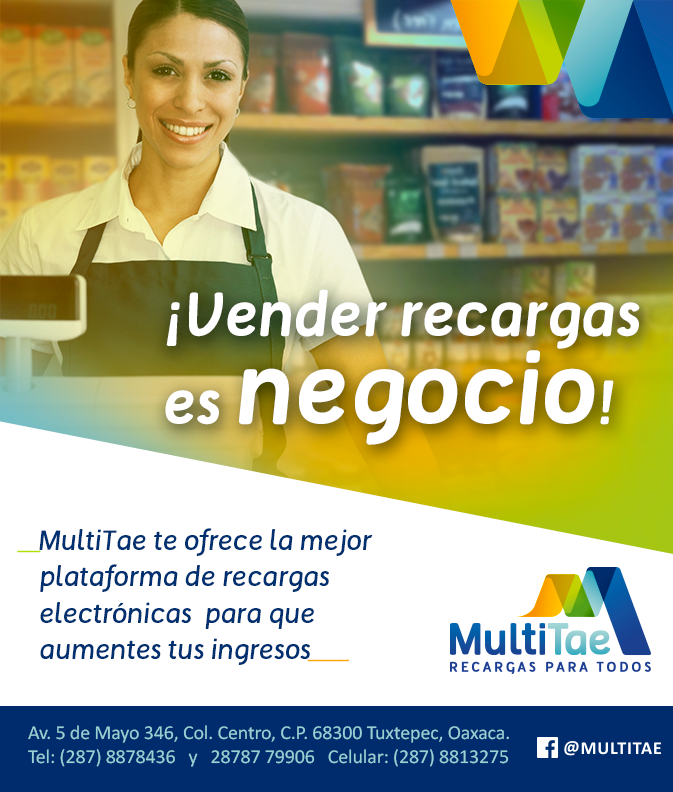 ¡Vender recargas
es negocio!
MultiTae te ofrece la mejor
plataforma de recargas
electrónicas para que
aumentes tus ingresos
MultiTae
RECARGAS PARA TODOS
Av. 5 de Mayo 346, Col. Centro, C.P. 68300 Tuxtepec, Oaxaca.
Tel: (287) 8878436 y 28787 79906 Celular: (287) 8813275
@MULTITAE